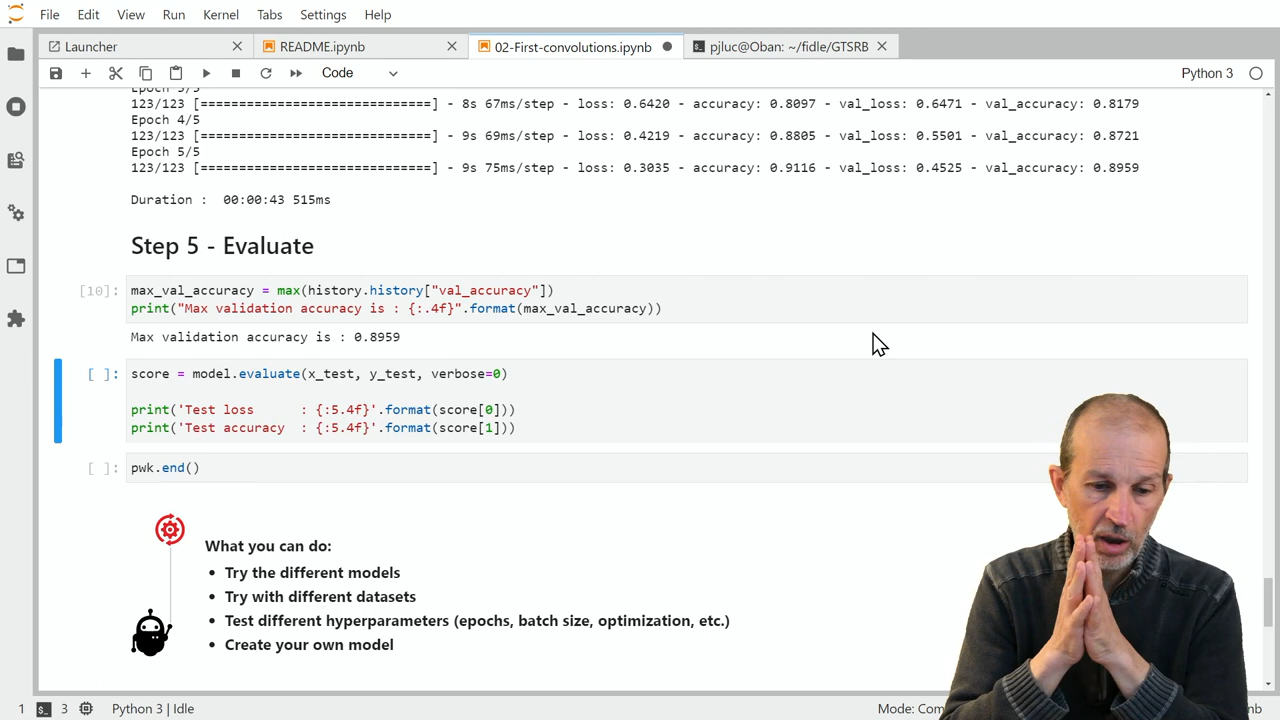 File Edit View Run Kernel Tabs Settings Help
Launcher README.ipynb 02-First-convolutions.ipynb pjluc@Oban: ~/fidle/GTSRB
Code Python 3
123/123 [==============================] - 8s 67ms/step - loss: 0.6420 - accuracy: 0.8097 - val_loss: 0.6471 - val_accuracy: 0.8179
Epoch 4/5
123/123 [==============================] - 9s 69ms/step - loss: 0.4219 - accuracy: 0.8805 - val_loss: 0.5501 - val_accuracy: 0.8721
Epoch 5/5
123/123 [==============================] - 9s 75ms/step - loss: 0.3035 - accuracy: 0.9116 - val_loss: 0.4525 - val_accuracy: 0.8959
Duration : 00:00:43 515ms
Step 5 - Evaluate
[10]: max_val_accuracy = max(history.history["val_accuracy"])
print("Max validation accuracy is : {:.4f}".format(max_val_accuracy))
Max validation accuracy is : 0.8959
[ ]: score = model.evaluate(x_test, y_test, verbose=0)
print('Test loss      : {:5.4f}'.format(score[0]))
print('Test accuracy  : {:5.4f}'.format(score[1]))
[ ]: pwk.end()
What you can do:
• Try the different models
• Try with different datasets
• Test different hyperparameters (epochs, batch size, optimization, etc.)
• Create your own model
1 3 Python 3 | Idle Mode: